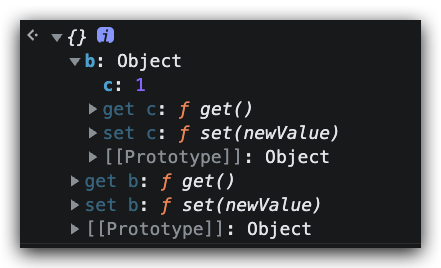 {} i
b: Object
c: 1
get c: ƒ get()
set c: ƒ set(newValue)
[[Prototype]]: Object
get b: ƒ get()
set b: ƒ set(newValue)
[[Prototype]]: Object